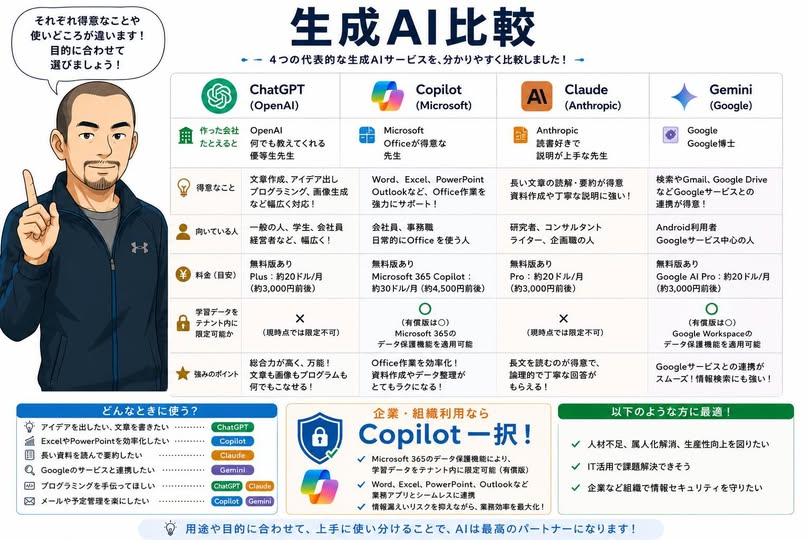 それぞれ得意なことや
使いどころが違います！
目的に合わせて
選びましょう！
生成AI比較
4つの代表的な生成AIサービスを、分かりやすく比較しました！
ChatGPT
(OpenAI)
Copilot
(Microsoft)
Claude
(Anthropic)
Gemini
(Google)
作った会社
たとえると
OpenAI
何でも教えてくれる
優等生先生
Microsoft
Officeが得意な
先生
Anthropic
読書好きで
説明が上手な先生
Google
Google博士
得意なこと
文章作成、アイデア出し
プログラミング、画像生成
など幅広く対応！
Word、Excel、PowerPoint
Outlookなど、Office作業を
強力にサポート！
長い文章の読解・要約が得意
資料作成や丁寧な説明に強い！
検索やGmail、Google Drive
などGoogleサービスとの
連携が得意！
向いている人
一般の人、学生、会社員
経営者など、幅広く！
会社員、事務職
日常的にOffice を使う人
研究者、コンサルタント
ライター、企画職の人
Android利用者
Googleサービス中心の人
料金（目安）
無料版あり
Plus：約20ドル/月
（約3,000円前後）
無料版あり
Microsoft 365 Copilot：
約30ドル/月（約4,500円前後）
無料版あり
Pro：約20ドル/月
（約3,000円前後）
無料版あり
Google AI Pro：約20ドル/月
（約3,000円前後）
学習データを
テナント内に
限定可能か
×
（現時点では限定不可）
○
（有償版は○）
Microsoft 365の
データ保護機能を適用可能
×
（現時点では限定不可）
○
（有償版は○）
Google Workspaceの
データ保護機能を適用可能
強みのポイント
総合力が高く、万能！
文章も画像もプログラムも
何でもこなせる！
Office作業を効率化！
資料作成やデータ整理が
とてもラクになる！
長文を読むのが得意で、
論理的で丁寧な回答が
もらえる！
Googleサービスとの連携が
スムーズ！情報検索にも強い！
どんなときに使う？
アイデアを出したい、文章を書きたい ChatGPT
ExcelやPowerPointを効率化したい Copilot
長い資料を読んで要約したい Claude
Googleのサービスと連携したい Gemini
プログラミングを手伝ってほしい ChatGPT Claude
メールや予定管理を楽にしたい Copilot Gemini
企業・組織利用なら
Copilot 一択！
Microsoft 365のデータ保護機能により、
学習データをテナント内に限定可能（有償版）
Word、Excel、PowerPoint、Outlookなど
業務アプリとシームレスに連携
情報漏えいリスクを抑えながら、業務効率を最大化！
以下のような方に最適！
人材不足、属人化解消、生産性向上を図りたい
IT活用で課題解決できそう
企業など組織で情報セキュリティを守りたい
用途や目的に合わせて、上手に使い分けることで、AIは最高のパートナーになります！